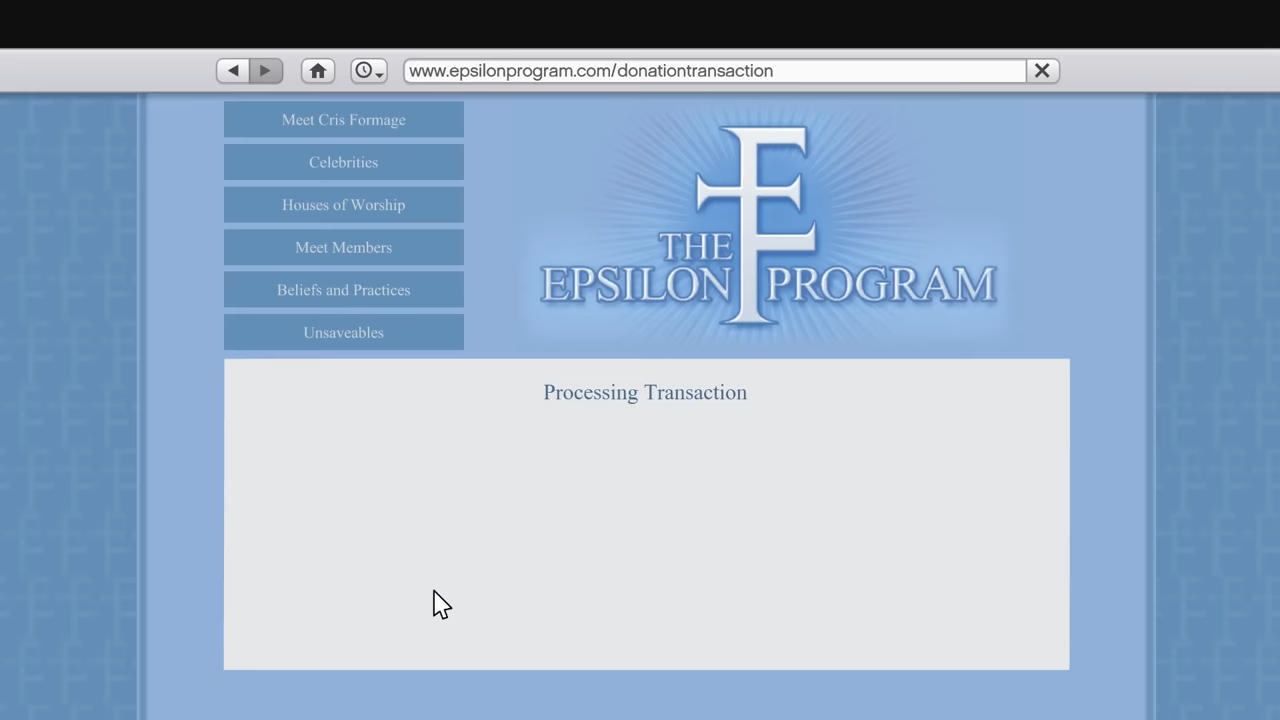 www.epsilonprogram.com/donationtransaction
Meet Cris Formage
Celebrities
Houses of Worship
Meet Members
Beliefs and Practices
Unsaveables
THE
EPSILON PROGRAM
Processing Transaction